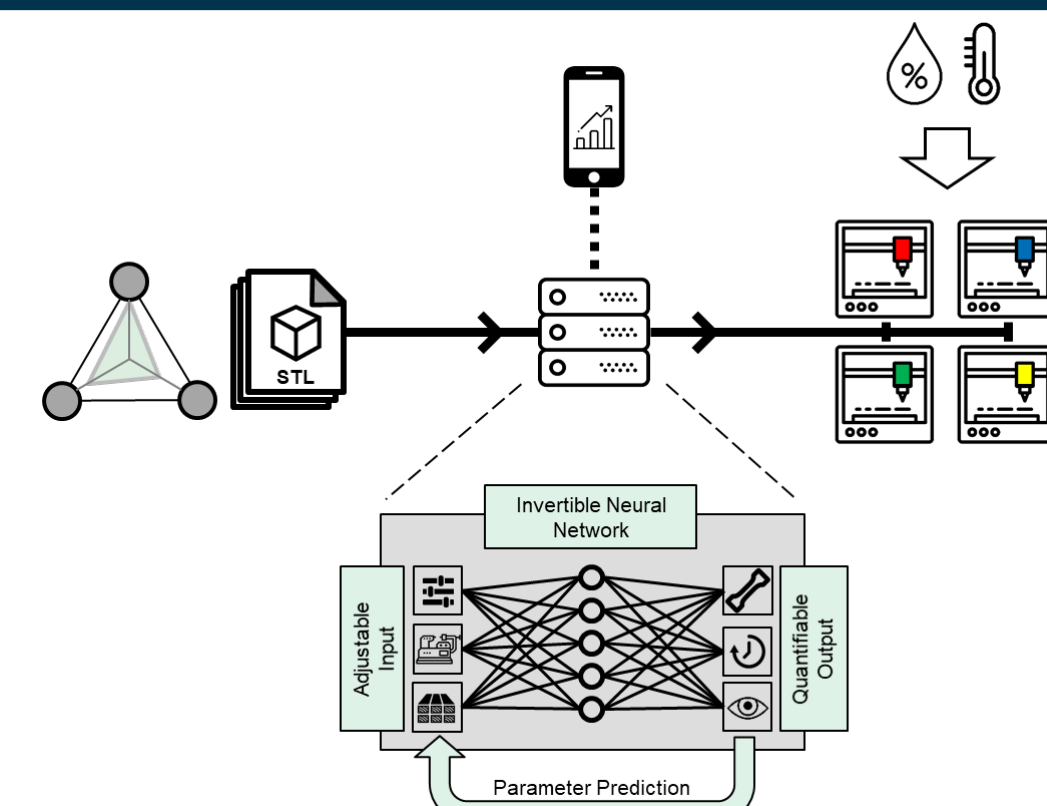 %
STL
Invertible Neural
Network
Adjustable
Input
Quantifiable
Output
Parameter Prediction